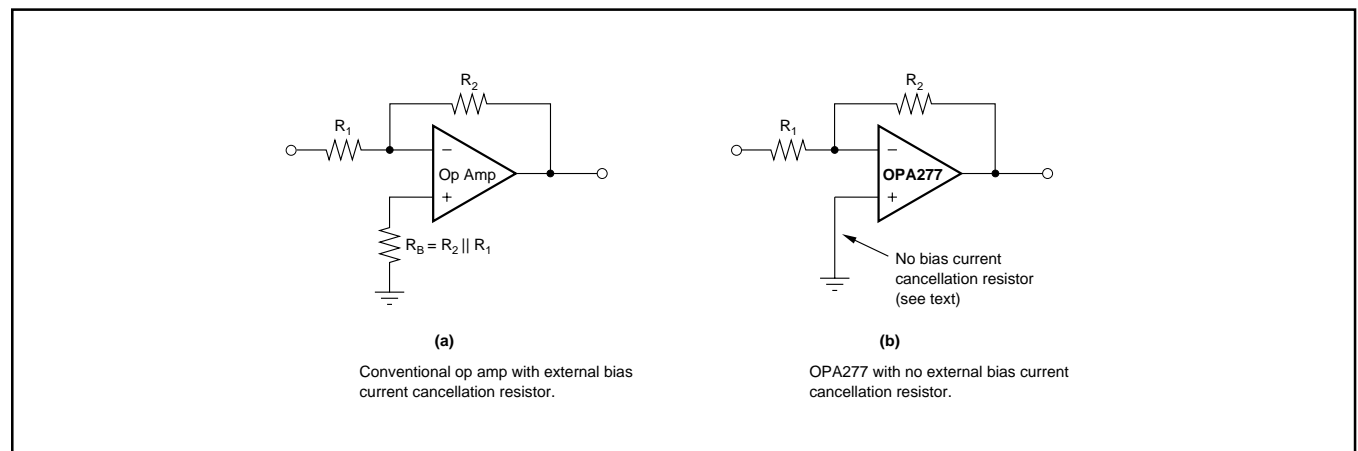 R₂
R₁
−
Op Amp
+
R_B = R₂ || R₁
(a)
Conventional op amp with external bias
current cancellation resistor.
R₂
R₁
−
OPA277
+
No bias current
cancellation resistor
(see text)
(b)
OPA277 with no external bias current
cancellation resistor.